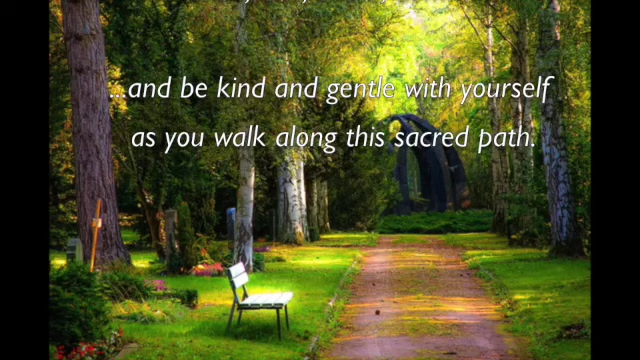 ...and be kind and gentle with yourself
as you walk along this sacred path.